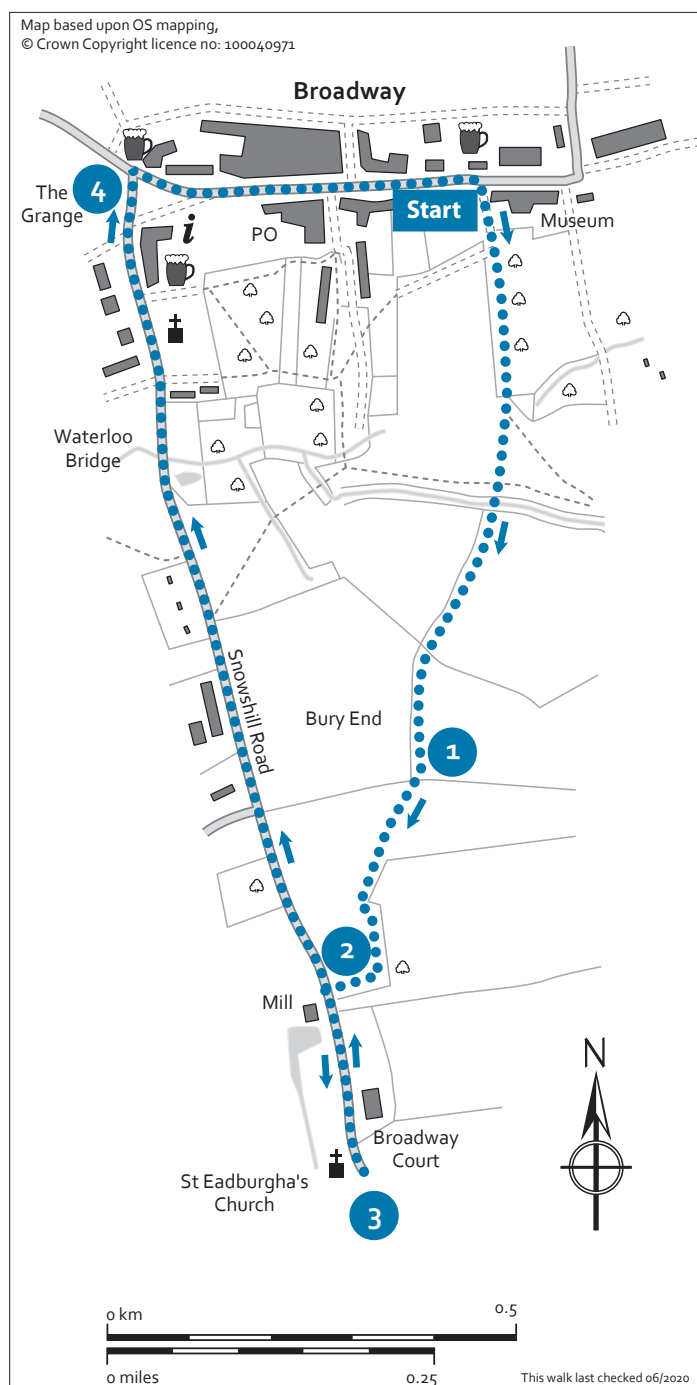 Map based upon OS mapping,
© Crown Copyright licence no: 100040971
Broadway
4
The
Grange
i
PO
Start
Museum
Waterloo
Bridge
Snowshill Road
Bury End
1
2
Mill
N
Broadway
Court
St Eadburgha's
Church
3
0 km
0.5
0 miles
0.25
This walk last checked 06/2020